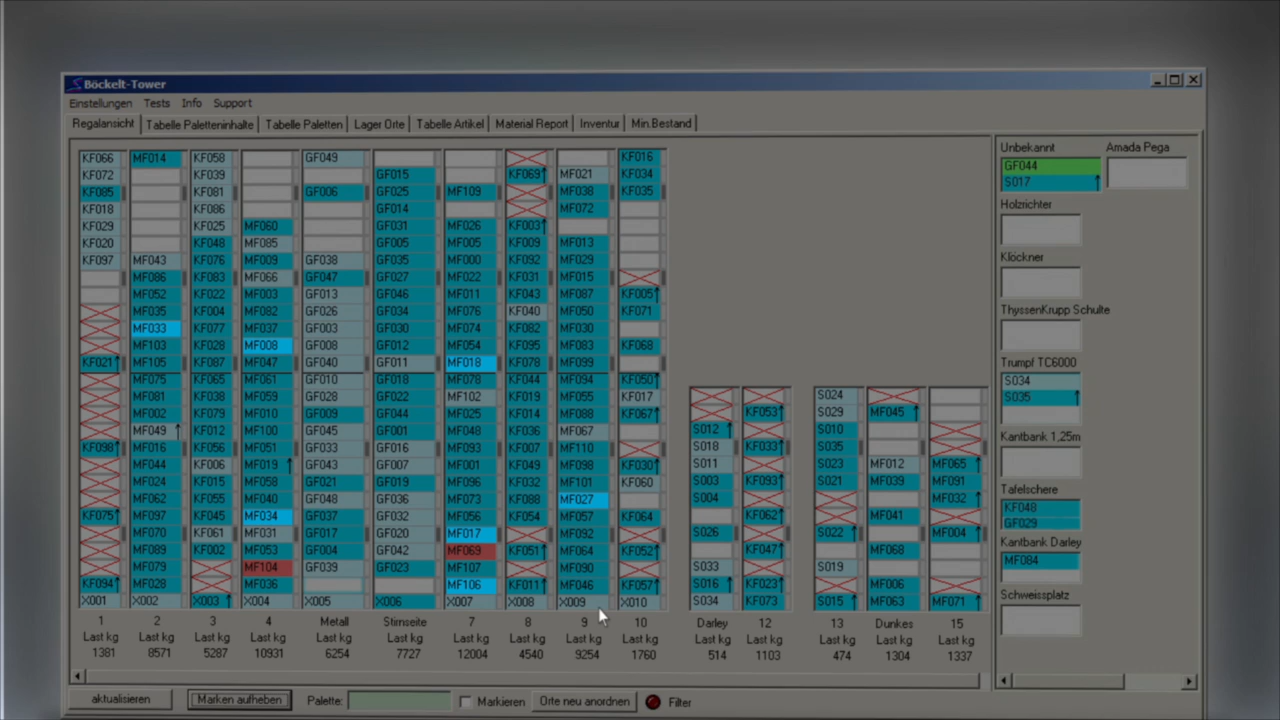 Böckelt-Tower
Einstellungen Tests Info Support
Regalansicht Tabelle Paletteninhalte Tabelle Paletten Lager Orte Tabelle Artikel Material Report Inventur Min.Bestand
KF066 MF014 KF058 GF049 KF016 Unbekannt Amada Pega
KF072 KF039 GF015 KF069 MF021 KF034 GF044
KF085 KF081 GF006 GF025 MF109 MF038 KF035 S017
KF018 KF086 GF014 MF072 Holzrichter
KF029 KF025 MF060 GF031 MF026 KF003
KF020 KF048 MF085 GF005 MF005 KF009 MF013
KF097 MF043 KF076 MF009 GF038 GF035 MF000 KF092 MF029 Klöckner
MF086 KF083 MF066 GF047 GF027 MF022 KF031 MF015
MF052 KF022 MF003 GF013 GF046 MF011 KF043 MF087 KF005
MF035 KF004 MF082 GF026 GF034 MF076 KF040 MF050 KF071 ThyssenKrupp Schulte
MF033 KF077 MF037 GF003 GF030 MF074 KF082 MF030
MF103 KF028 MF008 GF008 GF012 MF054 KF095 MF083 KF068
KF021 MF105 KF087 MF047 GF040 GF011 MF018 KF078 MF099 Trumpf TC6000
MF075 KF065 MF061 GF010 GF018 MF078 KF044 MF094 KF050 S034
MF081 KF038 MF059 GF028 GF022 MF102 KF019 MF055 KF017 S024 S035
MF002 KF079 MF010 GF009 GF044 MF025 KF014 MF088 KF067 KF053 S029 MF045
MF049 KF012 MF100 GF045 GF001 MF048 KF036 MF067 S012 S010 Kantbank 1,25m
KF098 MF016 KF056 MF051 GF033 GF016 MF093 KF007 MF110 S018 KF033 S035
MF044 KF006 MF019 GF043 GF007 MF001 KF049 MF098 KF030 S011 S023 MF012 MF065
MF024 KF015 MF058 GF021 GF019 MF096 KF032 MF101 KF060 S003 KF093 S021 MF039 MF091 Tafelschere
MF062 KF055 MF040 GF048 GF036 MF073 KF088 MF027 S004 MF032 KF048
KF075 MF097 KF045 MF034 GF037 GF032 MF056 KF054 MF057 KF064 KF062 MF041 GF029
MF070 KF061 MF031 GF017 GF020 MF017 MF092 S026 S022 MF004 Kantbank Darley
MF089 KF002 MF053 GF004 GF042 MF069 KF051 MF064 KF052 KF047 MF068 MF084
MF079 MF104 GF039 GF023 MF107 MF090 S033 S019
KF094 MF028 MF036 MF106 KF011 MF046 KF057 S016 KF023 MF006 Schweissplatz
X001 X002 X003 X004 X005 X006 X007 X008 X009 X010 S034 KF073 S015 MF063 MF071
1 2 3 4 Metall Stirnseite 7 8 9 10 Darley 12 13 Dunkes 15
Last kg Last kg Last kg Last kg Last kg Last kg Last kg Last kg Last kg Last kg Last kg Last kg Last kg Last kg Last kg
1381 8571 5287 10931 6254 7727 12004 4540 9254 1760 514 1103 474 1304 1337
aktualisieren Marken aufheben Palette: Markieren Orte neu anordnen Filter